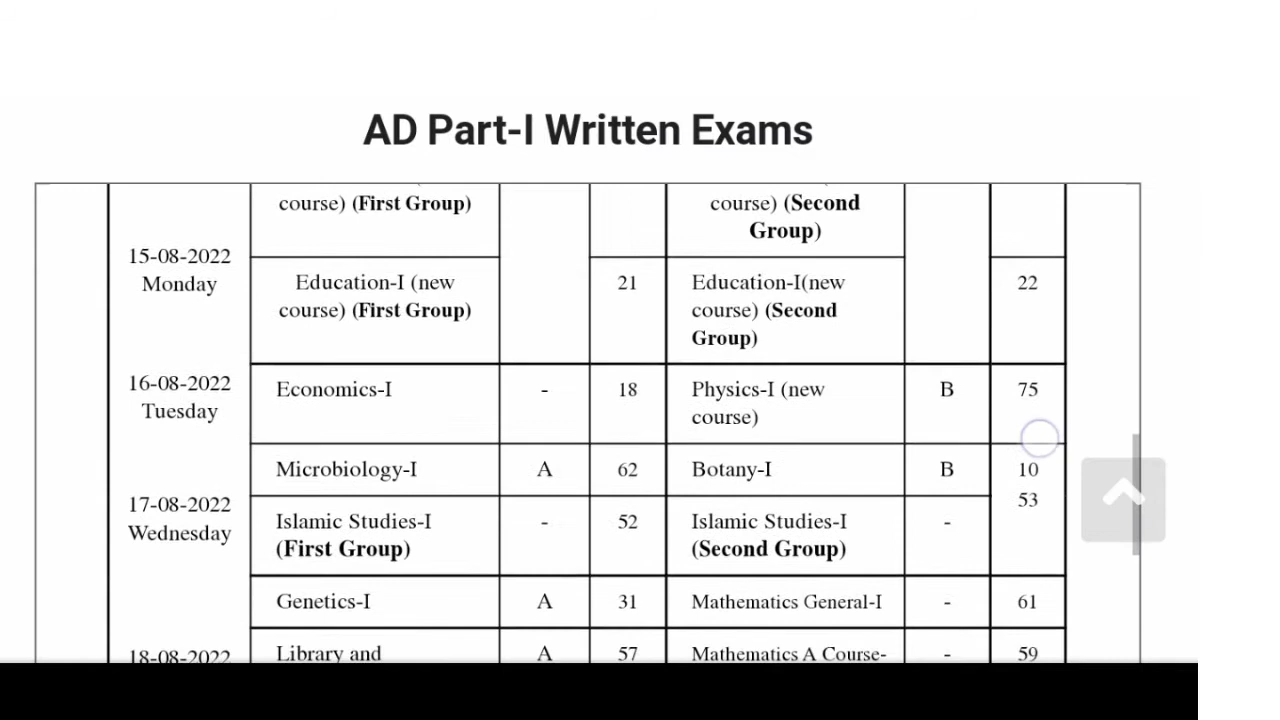 AD Part-I Written Exams
course) (First Group)
course) (Second
Group)
15-08-2022
Monday
Education-I (new
course) (First Group)
21
Education-I(new
course) (Second
Group)
22
16-08-2022
Tuesday
Economics-I
-
18
Physics-I (new
course)
B
75
17-08-2022
Wednesday
Microbiology-I
A
62
Botany-I
B
10
Islamic Studies-I
(First Group)
-
52
Islamic Studies-I
(Second Group)
-
53
Genetics-I
A
31
Mathematics General-I
-
61
18-08-2022
Library and
A
57
Mathematics A Course-
-
59